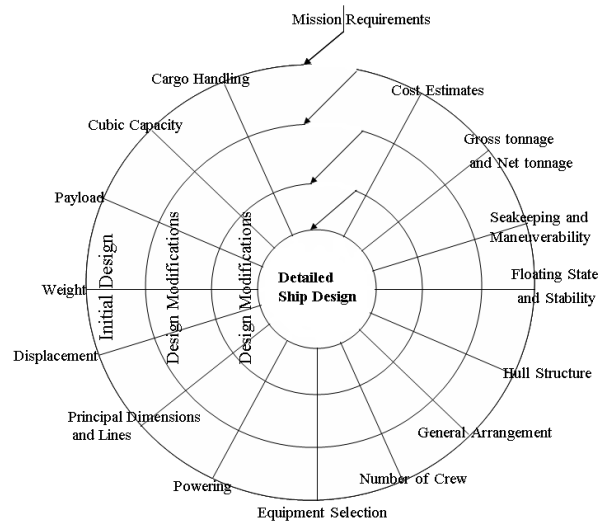 Mission Requirements
Cargo Handling
Cost Estimates
Cubic Capacity
Gross tonnage
and Net tonnage
Payload
Seakeeping and
Maneuverability
Initial Design
Design Modifications
Design Modifications
Detailed
Ship Design
Floating State
and Stability
Weight
Displacement
Hull Structure
Principal Dimensions
and Lines
General Arrangement
Powering
Number of Crew
Equipment Selection